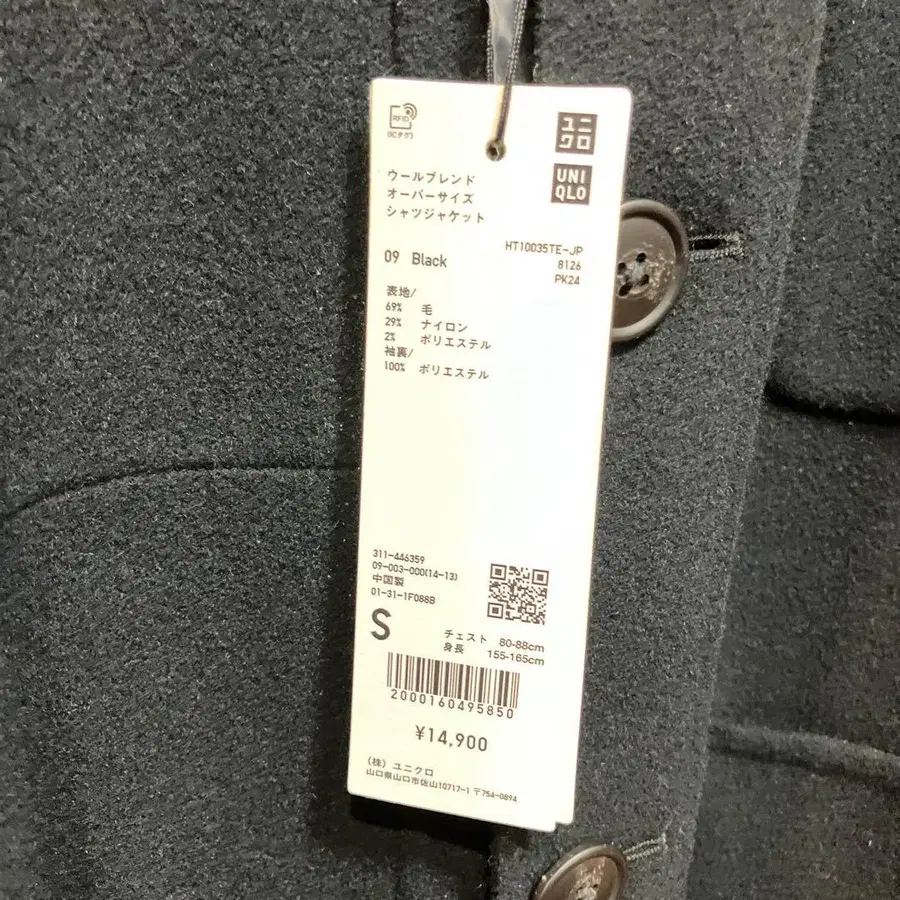 RFID
(ICタグ)
ユニ
クロ
UNI
QLO
ウールブレンド
オーバーサイズ
シャツジャケット
HT10035TE-JP
09 Black
8126
PK24
表地/
69% 毛
29% ナイロン
2% ポリエステル
袖裏/
100% ポリエステル
311-446359
09-003-000(14-13)
中国製
01-31-1F088B
S
チェスト 80-88cm
身長 155-165cm
2000160495850
¥14,900
(株) ユニクロ
山口県山口市佐山10717-1 〒754-0894